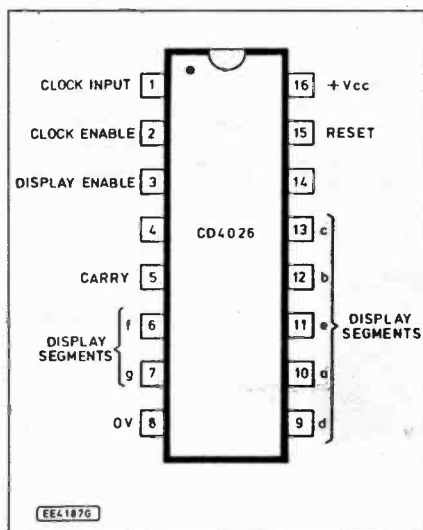 CLOCK INPUT 1 16 +Vcc
CLOCK ENABLE 2 15 RESET
DISPLAY ENABLE 3 14
4 CD4026 13 c
CARRY 5 12 b
DISPLAY SEGMENTS f 6 11 e DISPLAY SEGMENTS
g 7 10 a
0V 8 9 d
EE4187G